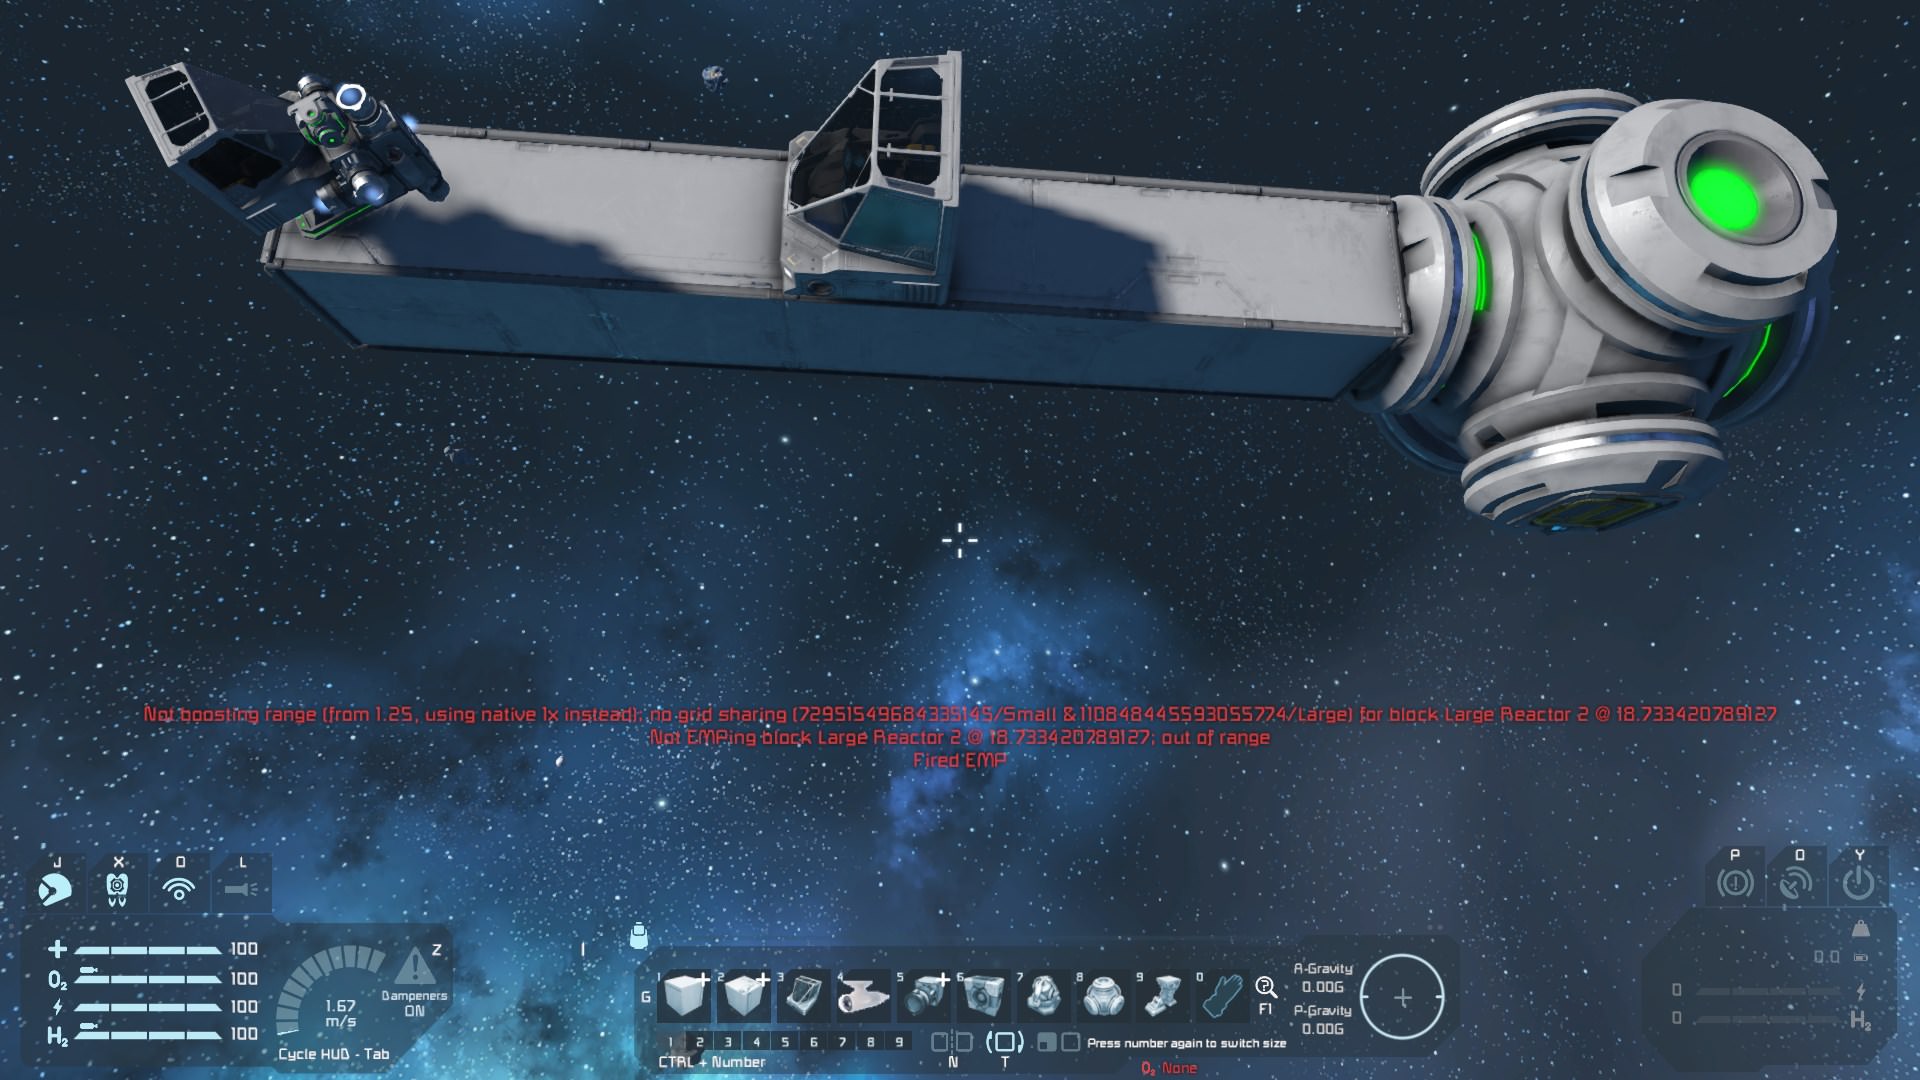 Not boosting range (from 1.25, using native 1x instead); no grid sharing (72951549684335145/Small & 110848445593055774/Large) for block Large Reactor 2 @ 18.733420789127
Not EMPing block Large Reactor 2 @ 18.733420789127; out of range
Fired EMP
J X O L
P O Y
100
O2 100
100
H2 100
1.67
m/s
Z
Dampeners
ON
Cycle HUD - Tab
G
1 2 3 4 5 6 7 8 9 0
F1
1 2 3 4 5 6 7 8 9
CTRL + Number
N T
Press number again to switch size
A-Gravity
0.00G
P-Gravity
0.00G
O2 None
0.0
0
0 H2